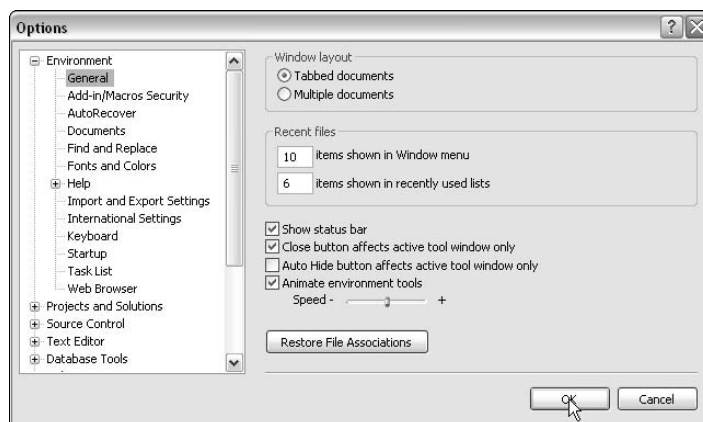 Options
Environment
General
Add-in/Macros Security
AutoRecover
Documents
Find and Replace
Fonts and Colors
Help
Import and Export Settings
International Settings
Keyboard
Startup
Task List
Web Browser
Projects and Solutions
Source Control
Text Editor
Database Tools
Window layout
Tabbed documents
Multiple documents
Recent files
10 items shown in Window menu
6 items shown in recently used lists
Show status bar
Close button affects active tool window only
Auto Hide button affects active tool window only
Animate environment tools
Speed - +
Restore File Associations
OK
Cancel